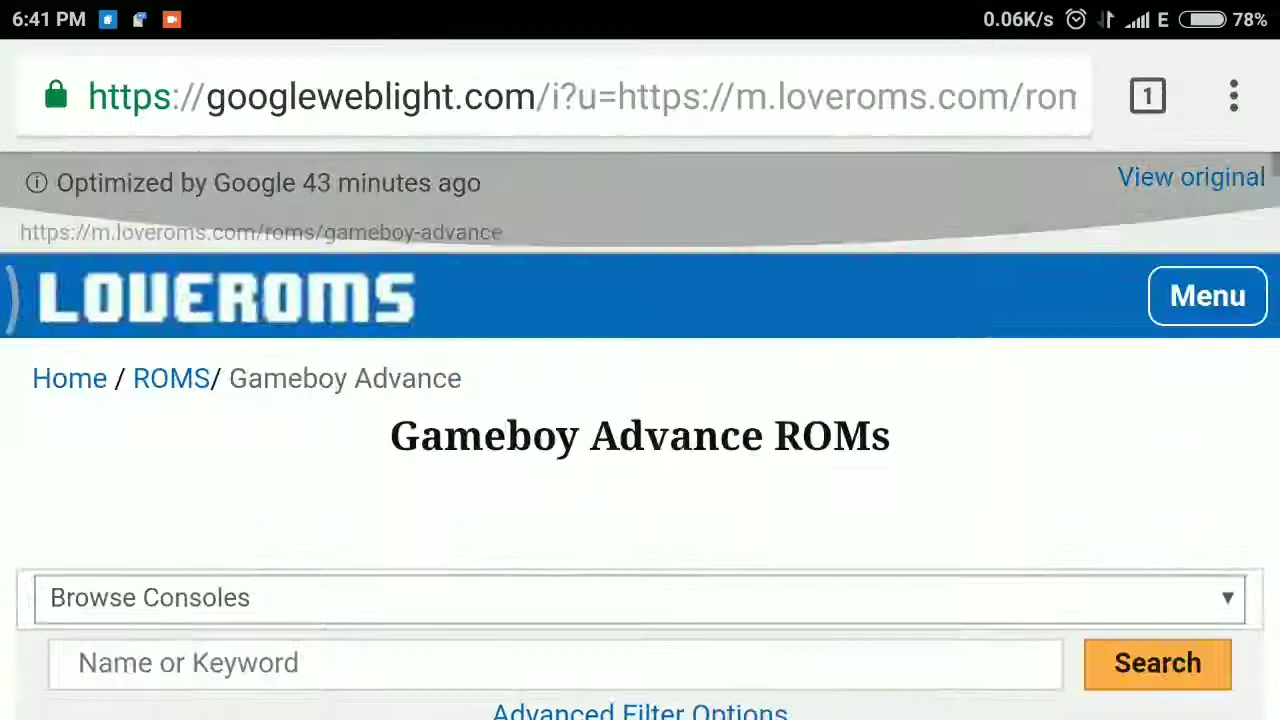 6:41 PM 0.06K/s E 78%
https://googleweblight.com/i?u=https://m.loveroms.com/rom 1
Optimized by Google 43 minutes ago View original
https://m.loveroms.com/roms/gameboy-advance
LOVEROMS Menu
Home / ROMS/ Gameboy Advance
Gameboy Advance ROMs
Browse Consoles
Name or Keyword Search
Advanced Filter Options